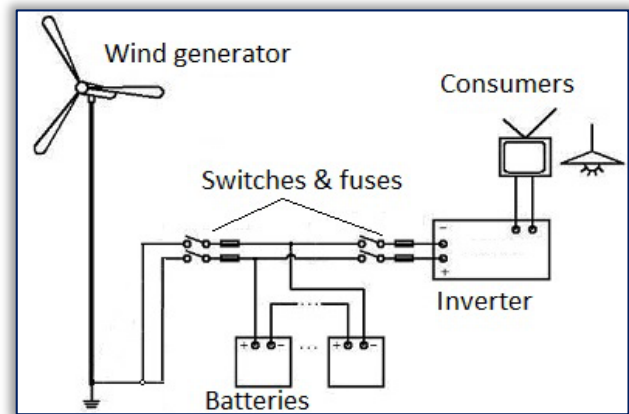 Wind generator
Consumers
Switches & fuses
-
+
Inverter
+ - ... + -
...
Batteries